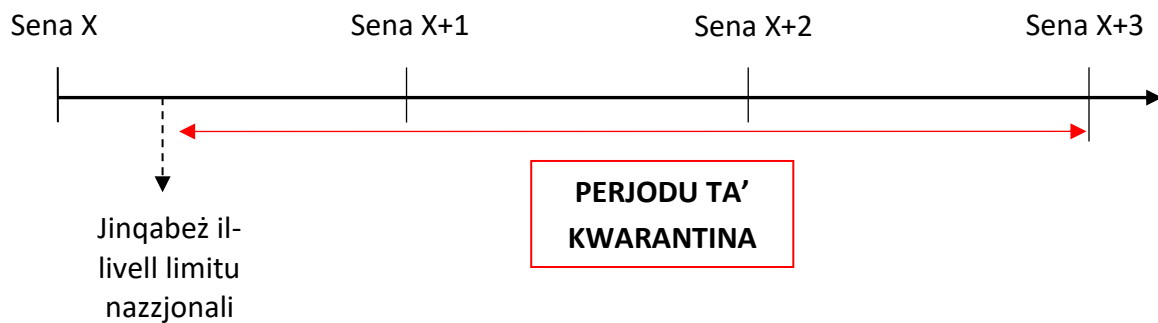 Sena X
Sena X+1
Sena X+2
Sena X+3
PERJODU TA’
KWARANTINA
Jinqabeż il-
livell limitu
nazzjonali